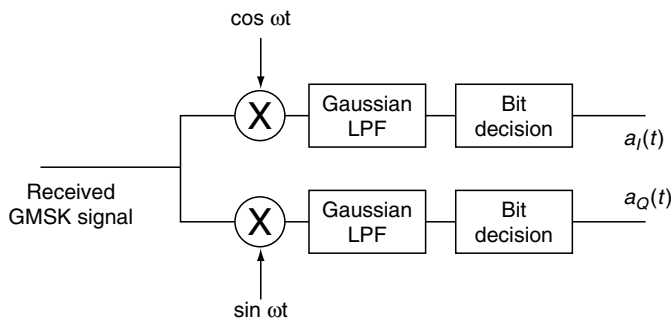 cos ωt
X
Gaussian
LPF
Bit
decision
a_I(t)
Received
GMSK signal
X
Gaussian
LPF
Bit
decision
a_Q(t)
sin ωt